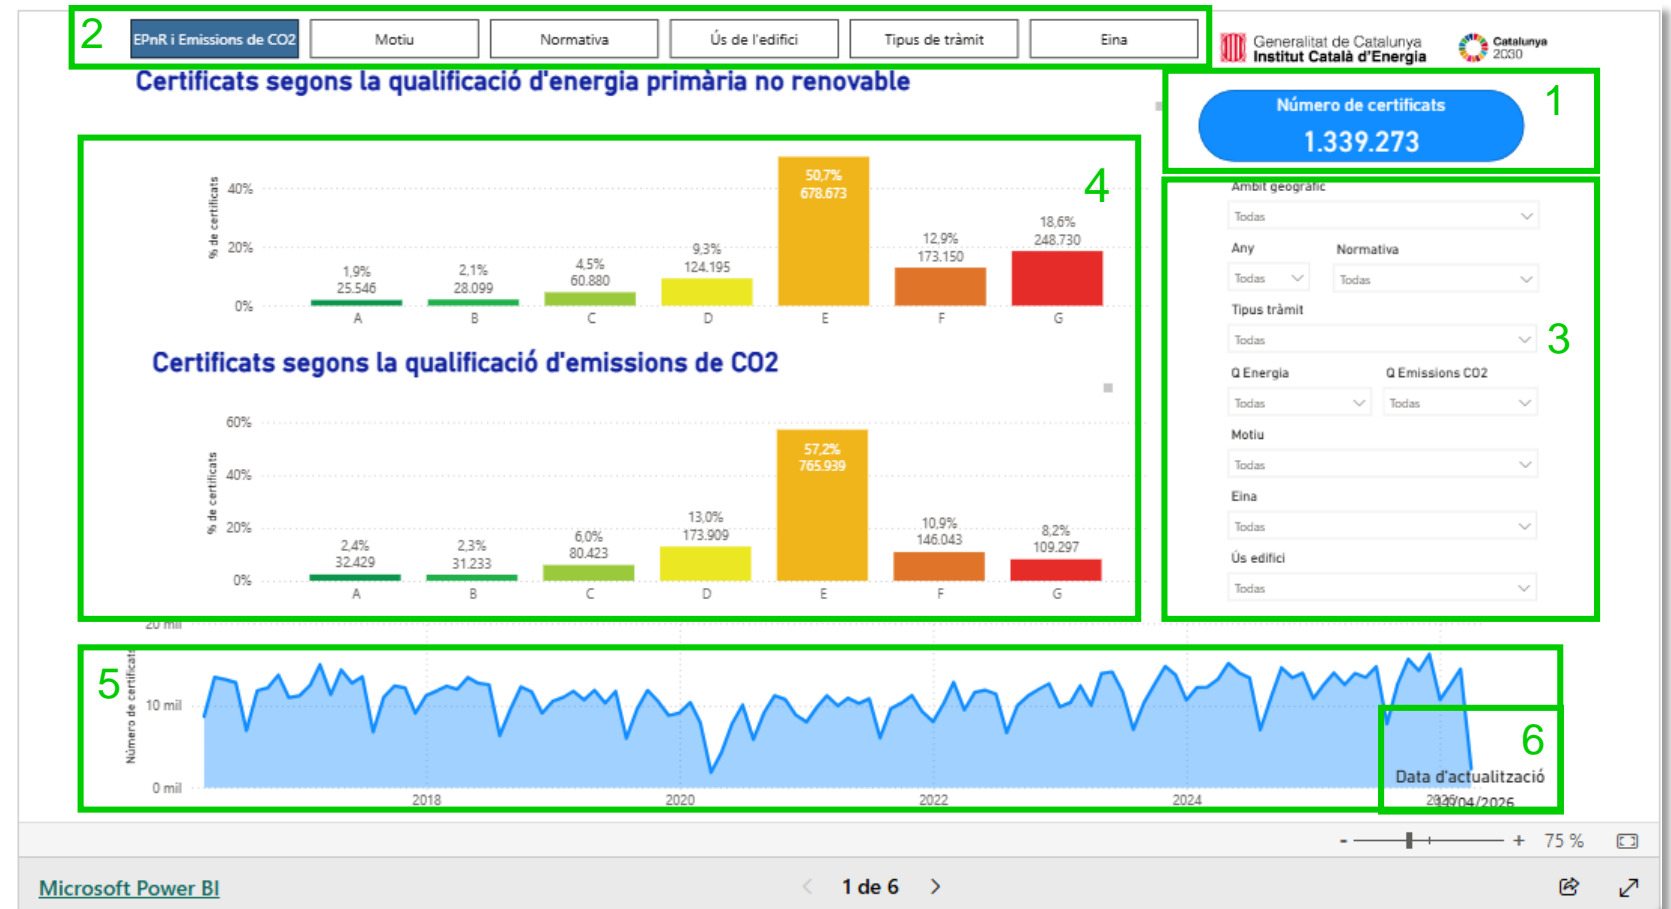 2
EPnR i Emissions de CO2
Motiu
Normativa
Ús de l'edifici
Tipus de tràmit
Eina
Generalitat de Catalunya
Institut Català d'Energia
Catalunya
2030
Certificats segons la qualificació d'energia primària no renovable
1
Número de certificats
1.339.273
4
% de certificats
40%
20%
0%
1,9%
25.546
2,1%
28.099
4,5%
60.880
9,3%
124.195
50,7%
678.673
12,9%
173.150
18,6%
248.730
A
B
C
D
E
F
G
Certificats segons la qualificació d'emissions de CO2
% de certificats
60%
40%
20%
0%
2,4%
32.429
2,3%
31.233
6,0%
80.423
13,0%
173.909
57,2%
765.939
10,9%
146.043
8,2%
109.297
A
B
C
D
E
F
G
3
Àmbit geogràfic
Todas
Any
Normativa
Todas
Todas
Tipus tràmit
Todas
Q Energia
Q Emissions CO2
Todas
Todas
Motiu
Todas
Eina
Todas
Ús edifici
Todas
5
Número de certificats
20 mil
10 mil
0 mil
2018
2020
2022
2024
2026
6
Data d'actualització
/04/2026
- + 75 %
Microsoft Power BI
1 de 6